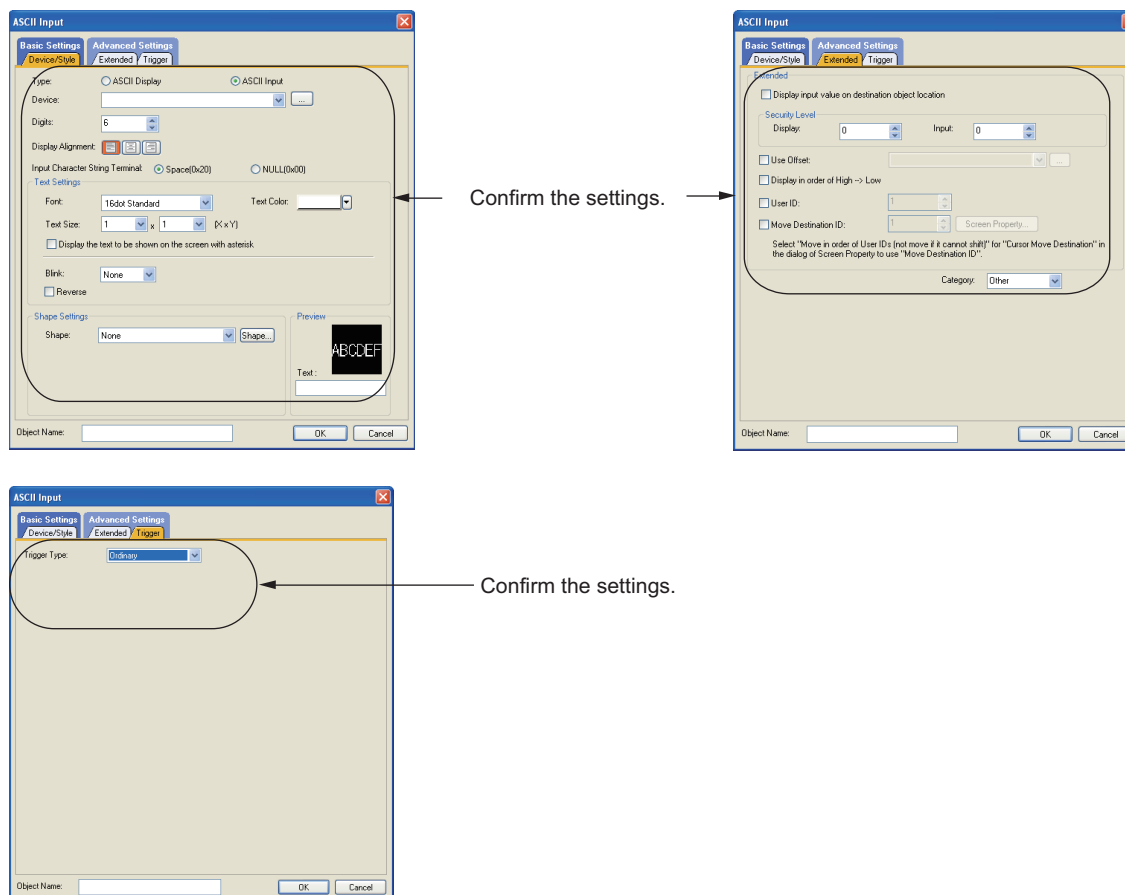 ASCII Input
Basic Settings Advanced Settings
Device/Style Extended Trigger
Type: ASCII Display ASCII Input
Device: ...
Digits: 6
Display Alignment:
Input Character String Terminal: Space(0x20) NULL(0x00)
Text Settings
Font: 16dot Standard Text Color:
Text Size: 1 x 1 (X x Y)
Display the text to be shown on the screen with asterisk
Blink: None
Reverse
Shape Settings
Shape: None Shape...
Preview
ABCDEF
Text :
Object Name: OK Cancel
Confirm the settings.
ASCII Input
Basic Settings Advanced Settings
Device/Style Extended Trigger
Extended
Display input value on destination object location
Security Level
Display: 0 Input: 0
Use Offset: ...
Display in order of High --> Low
User ID: 1
Move Destination ID: 1 Screen Property...
Select "Move in order of User IDs (not move if it cannot shift)" for "Cursor Move Destination" in
the dialog of Screen Property to use "Move Destination ID".
Category: Other
Object Name: OK Cancel
ASCII Input
Basic Settings Advanced Settings
Device/Style Extended Trigger
Trigger Type: Ordinary
Object Name: OK Cancel
Confirm the settings.